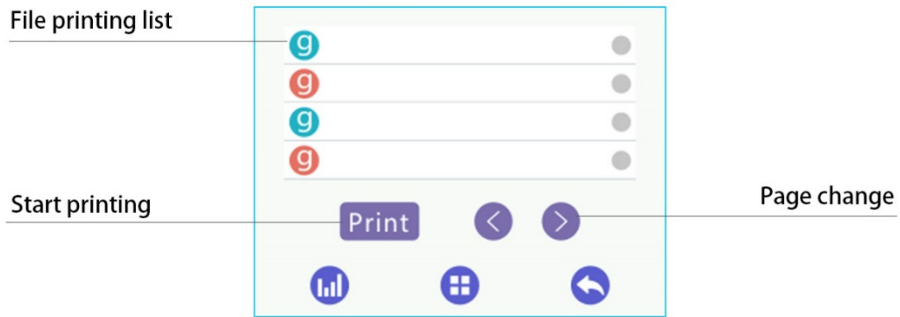 File printing list
g
g
g
g
Start printing
Print
Page change